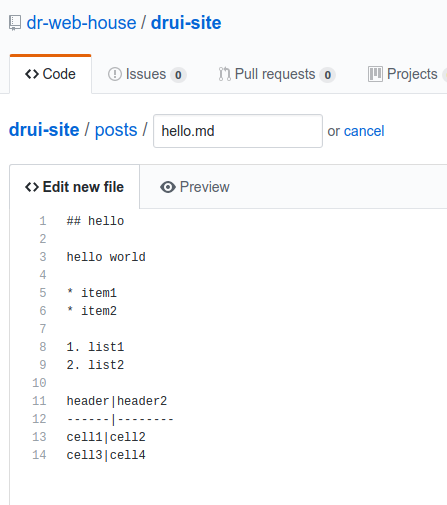 dr-web-house / drui-site
Code Issues 0 Pull requests 0 Projects
drui-site / posts / hello.md or cancel
Edit new file Preview
1 ## hello
2
3 hello world
4
5 * item1
6 * item2
7
8 1. list1
9 2. list2
10
11 header|header2
12 ------|--------
13 cell1|cell2
14 cell3|cell4